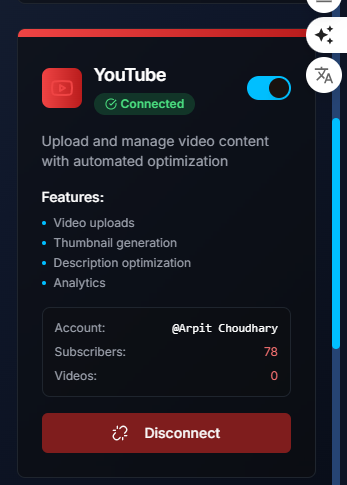 YouTube
Connected
Upload and manage video content
with automated optimization
Features:
• Video uploads
• Thumbnail generation
• Description optimization
• Analytics
Account: @Arpit Choudhary
Subscribers: 78
Videos: 0
Disconnect